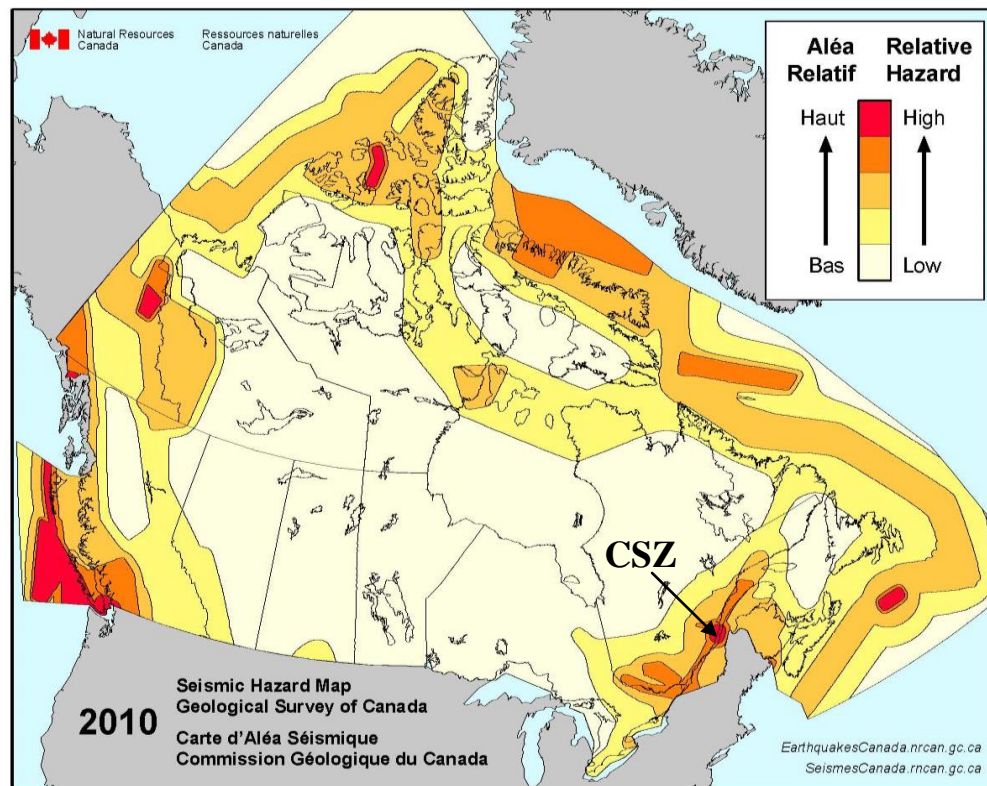 Natural Resources Ressources naturelles
Canada Canada
Aléa Relative
Relatif Hazard
Haut High
Bas Low
CSZ
2010
Seismic Hazard Map
Geological Survey of Canada
Carte d'Aléa Séismique
Commission Géologique du Canada
EarthquakesCanada.nrcan.gc.ca
SeismesCanada.rncan.gc.ca